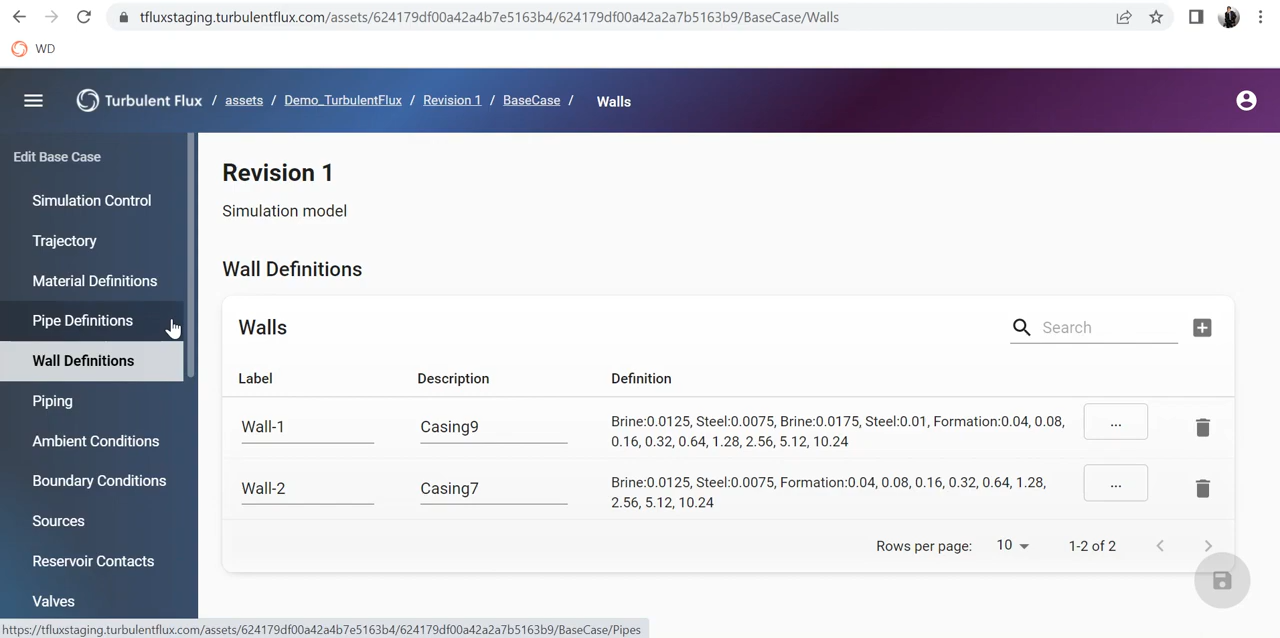 tfluxstaging.turbulentflux.com/assets/624179df00a42a4b7e5163b4/624179df00a42a2a7b5163b9/BaseCase/Walls
WD
Turbulent Flux / assets / Demo_TurbulentFlux / Revision 1 / BaseCase / Walls
Edit Base Case
Simulation Control
Trajectory
Material Definitions
Pipe Definitions
Wall Definitions
Piping
Ambient Conditions
Boundary Conditions
Sources
Reservoir Contacts
Valves
Revision 1
Simulation model
Wall Definitions
Walls
Search
Label Description Definition
Wall-1 Casing9 Brine:0.0125, Steel:0.0075, Brine:0.0175, Steel:0.01, Formation:0.04, 0.08,
0.16, 0.32, 0.64, 1.28, 2.56, 5.12, 10.24
...
Wall-2 Casing7 Brine:0.0125, Steel:0.0075, Formation:0.04, 0.08, 0.16, 0.32, 0.64, 1.28,
2.56, 5.12, 10.24
...
Rows per page: 10 1-2 of 2
https://tfluxstaging.turbulentflux.com/assets/624179df00a42a4b7e5163b4/624179df00a42a2a7b5163b9/BaseCase/Pipes